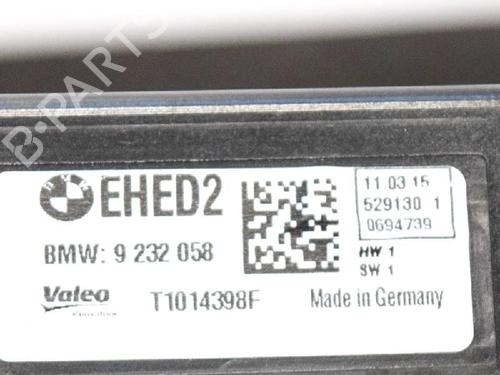 B-PARTS
EHED2
BMW: 9 232 058
Valeo
T1014398F
11.03 15
529130 1
0694739
HW 1
SW 1
Made in Germany